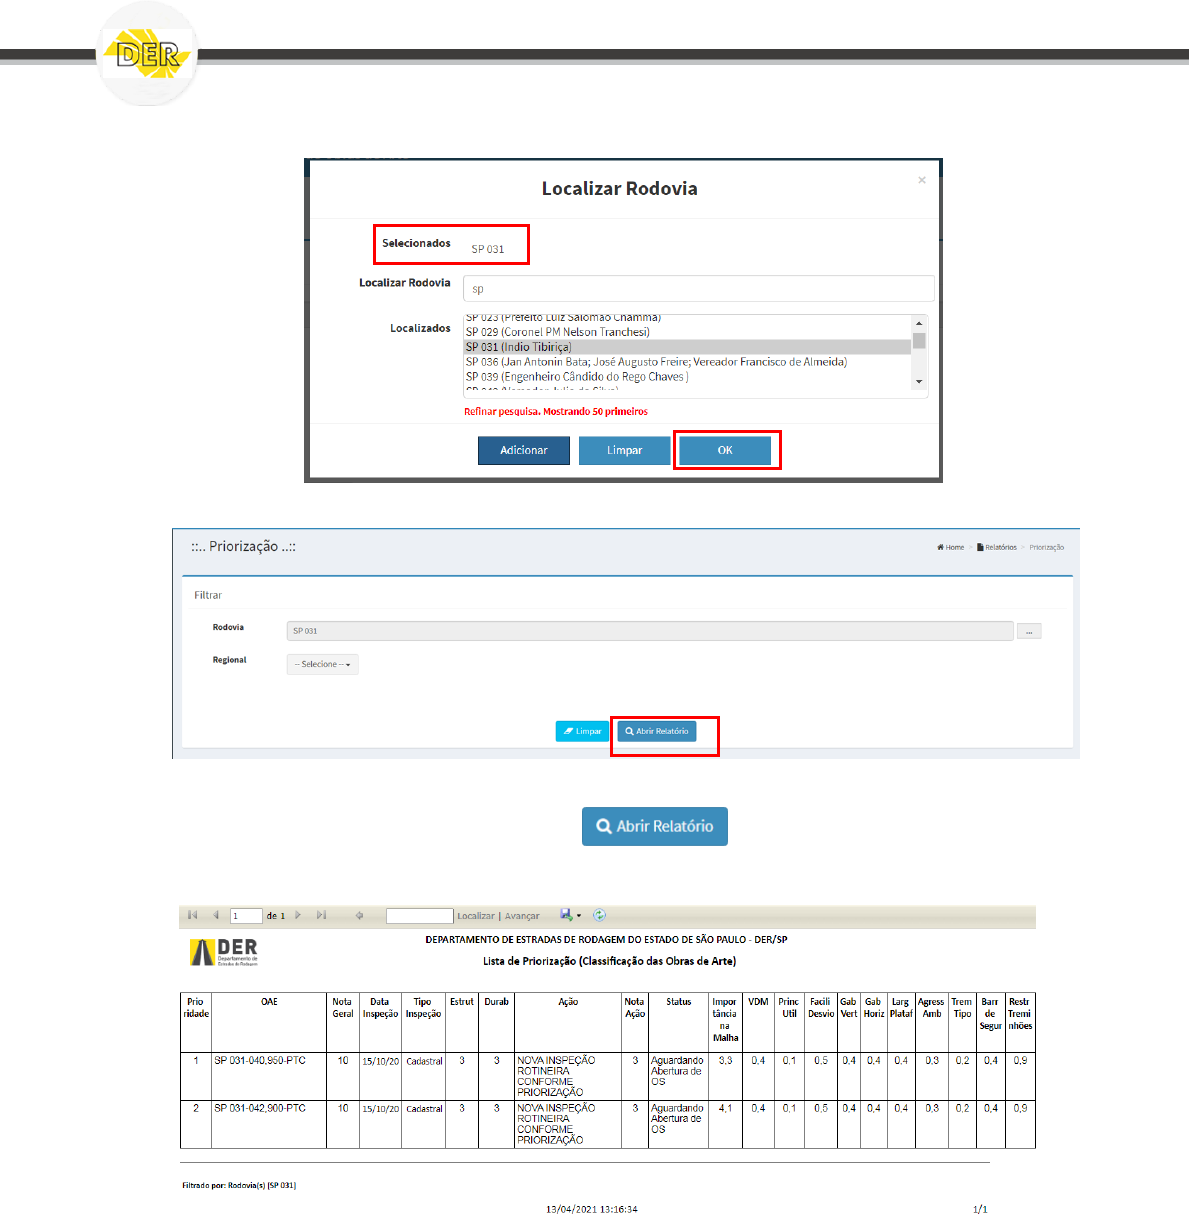 DER
Localizar Rodovia
×
Selecionados SP 031
Localizar Rodovia sp
Localizados
SP 023 (Prefeito Luiz Salomão Chamma)
SP 029 (Coronel PM Nelson Tranchesi)
SP 031 (Indio Tibiriça)
SP 036 (Jan Antonin Bata; José Augusto Freire; Vereador Francisco de Almeida)
SP 039 (Engenheiro Cândido do Rego Chaves )
Refinar pesquisa. Mostrando 50 primeiros
Adicionar Limpar OK
::.. Priorização ..::
Home > Relatórios > Priorização
Filtrar
Rodovia SP 031 ...
Regional -- Selecione --
Limpar Abrir Relatório
Abrir Relatório
1 de 1 Localizar | Avançar
DER
Departamento de
Estradas de Rodagem
DEPARTAMENTO DE ESTRADAS DE RODAGEM DO ESTADO DE SÃO PAULO - DER/SP
Lista de Priorização (Classificação das Obras de Arte)
Prio OAE Nota Data Tipo Estrut Durab Ação Nota Status Impor VDM Princ Facili Gab Gab Larg Agress Trem Barr Restr
ridade Geral Inspeção Inspeção Ação tância Util Desvio Vert Horiz Plataf Amb Tipo de Tremi
na Segur nhões
Malha
1 SP 031-040,950-PTC 10 15/10/20 Cadastral 3 3 NOVA INSPEÇÃO 3 Aguardando 3,3 0,4 0,1 0,5 0,4 0,4 0,4 0,3 0,2 0,4 0,9
ROTINEIRA Abertura de
CONFORME OS
PRIORIZAÇÃO
2 SP 031-042,900-PTC 10 15/10/20 Cadastral 3 3 NOVA INSPEÇÃO 3 Aguardando 4,1 0,4 0,1 0,5 0,4 0,4 0,4 0,3 0,2 0,4 0,9
ROTINEIRA Abertura de
CONFORME OS
PRIORIZAÇÃO
Filtrado por: Rodovia(s) [SP 031]
13/04/2021 13:16:34 1/1